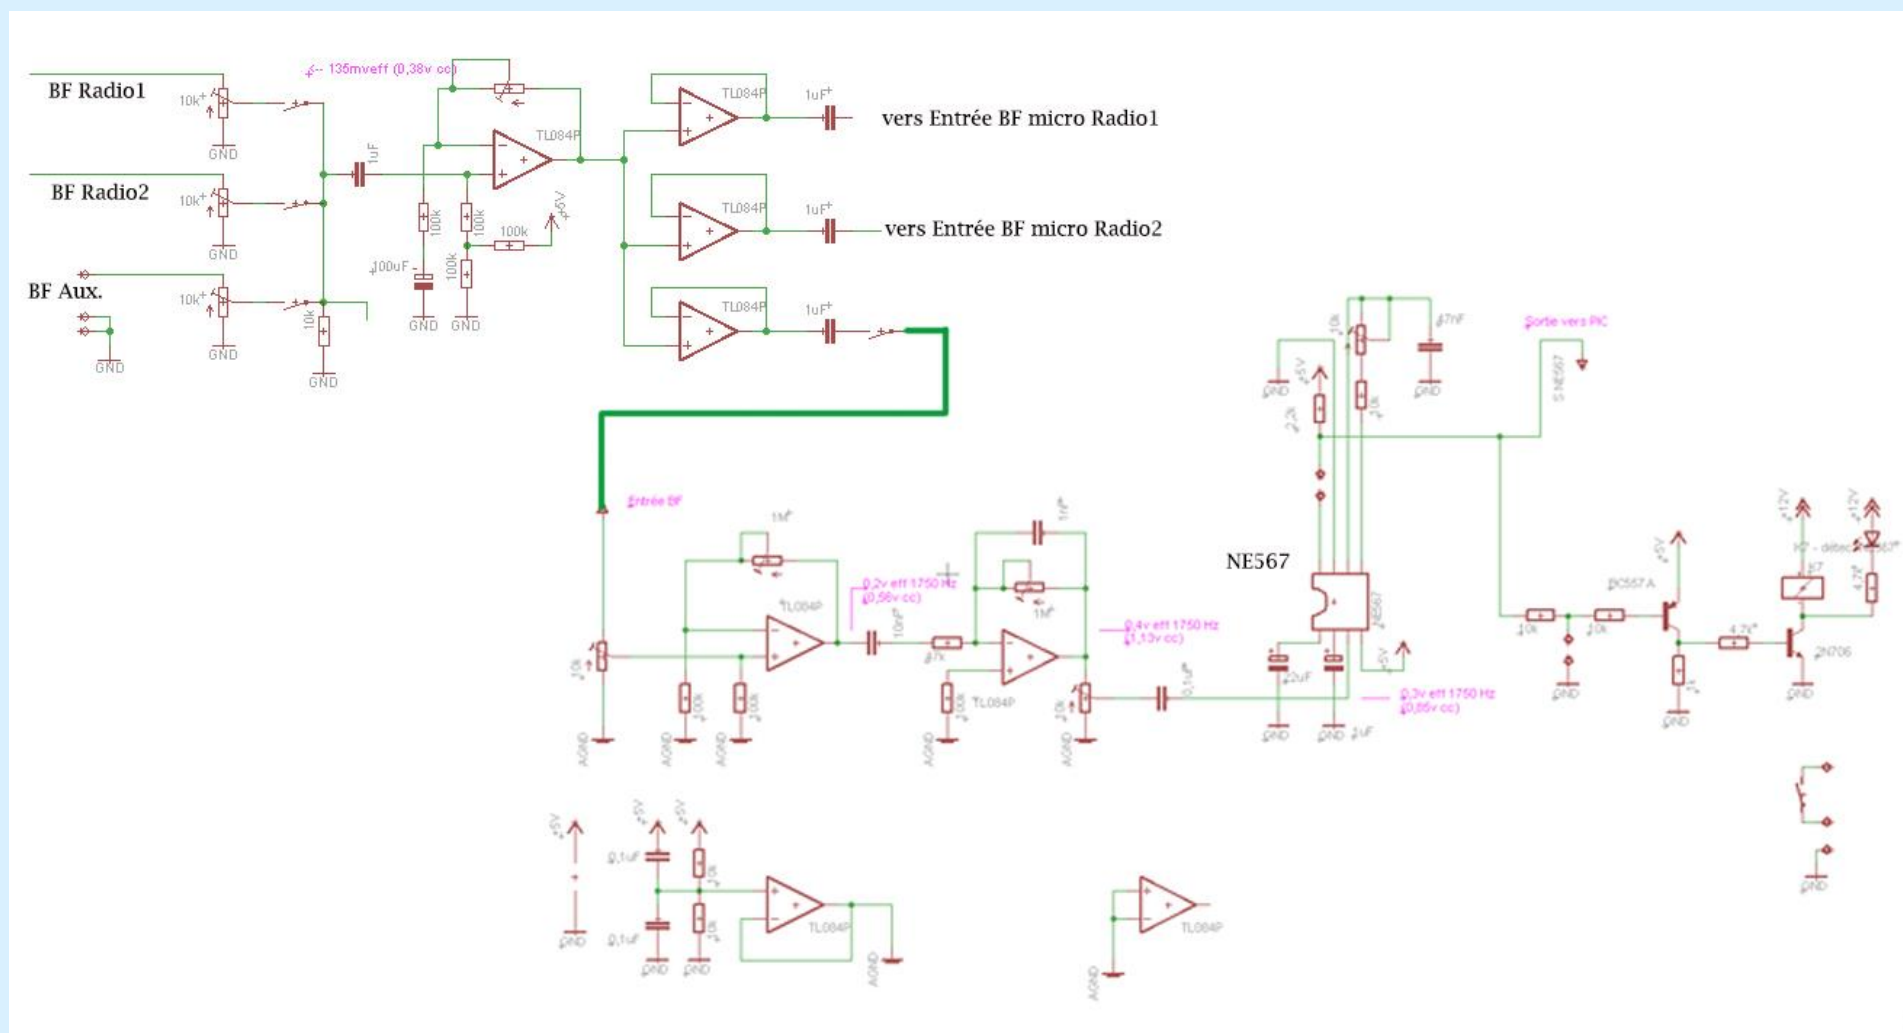 BF Radio1
10k
GND
<-- 135mveff (0,38v cc)
TL084P
1uF
BF Radio2
10k
GND
100k
100k
100k
100k
+5V
100uF
GND
GND
BF Aux.
10k
GND
GND
10k
GND
TL084P
1uF
vers Entrée BF micro Radio1
TL084P
1uF
vers Entrée BF micro Radio2
TL084P
1uF
Entrée BF
10k
AGND
1M
TL084P
100k
AGND
100k
AGND
0,2v eff 1750 Hz
(0,56v cc)
10nF
1M
TL084P
100k
AGND
0,4v eff 1750 Hz
(1,13v cc)
10k
AGND
0,1uF
NE567
NE567
GND
+5V
2,2k
10k
10k
GND
Sortie vers PIC
S NE567
22uF
GND
GND
1uF
+5V
0,3v eff 1750 Hz
(0,85v cc)
10k
10k
GND
BC557A
+5V
1k
GND
4,7k
2N706
GND
+12V
+12V
K7
4,7k
GND
+5V
GND
+5V
+5V
0,1uF
0,1uF
10k
10k
GND
GND
TL084P
AGND
TL084P
AGND